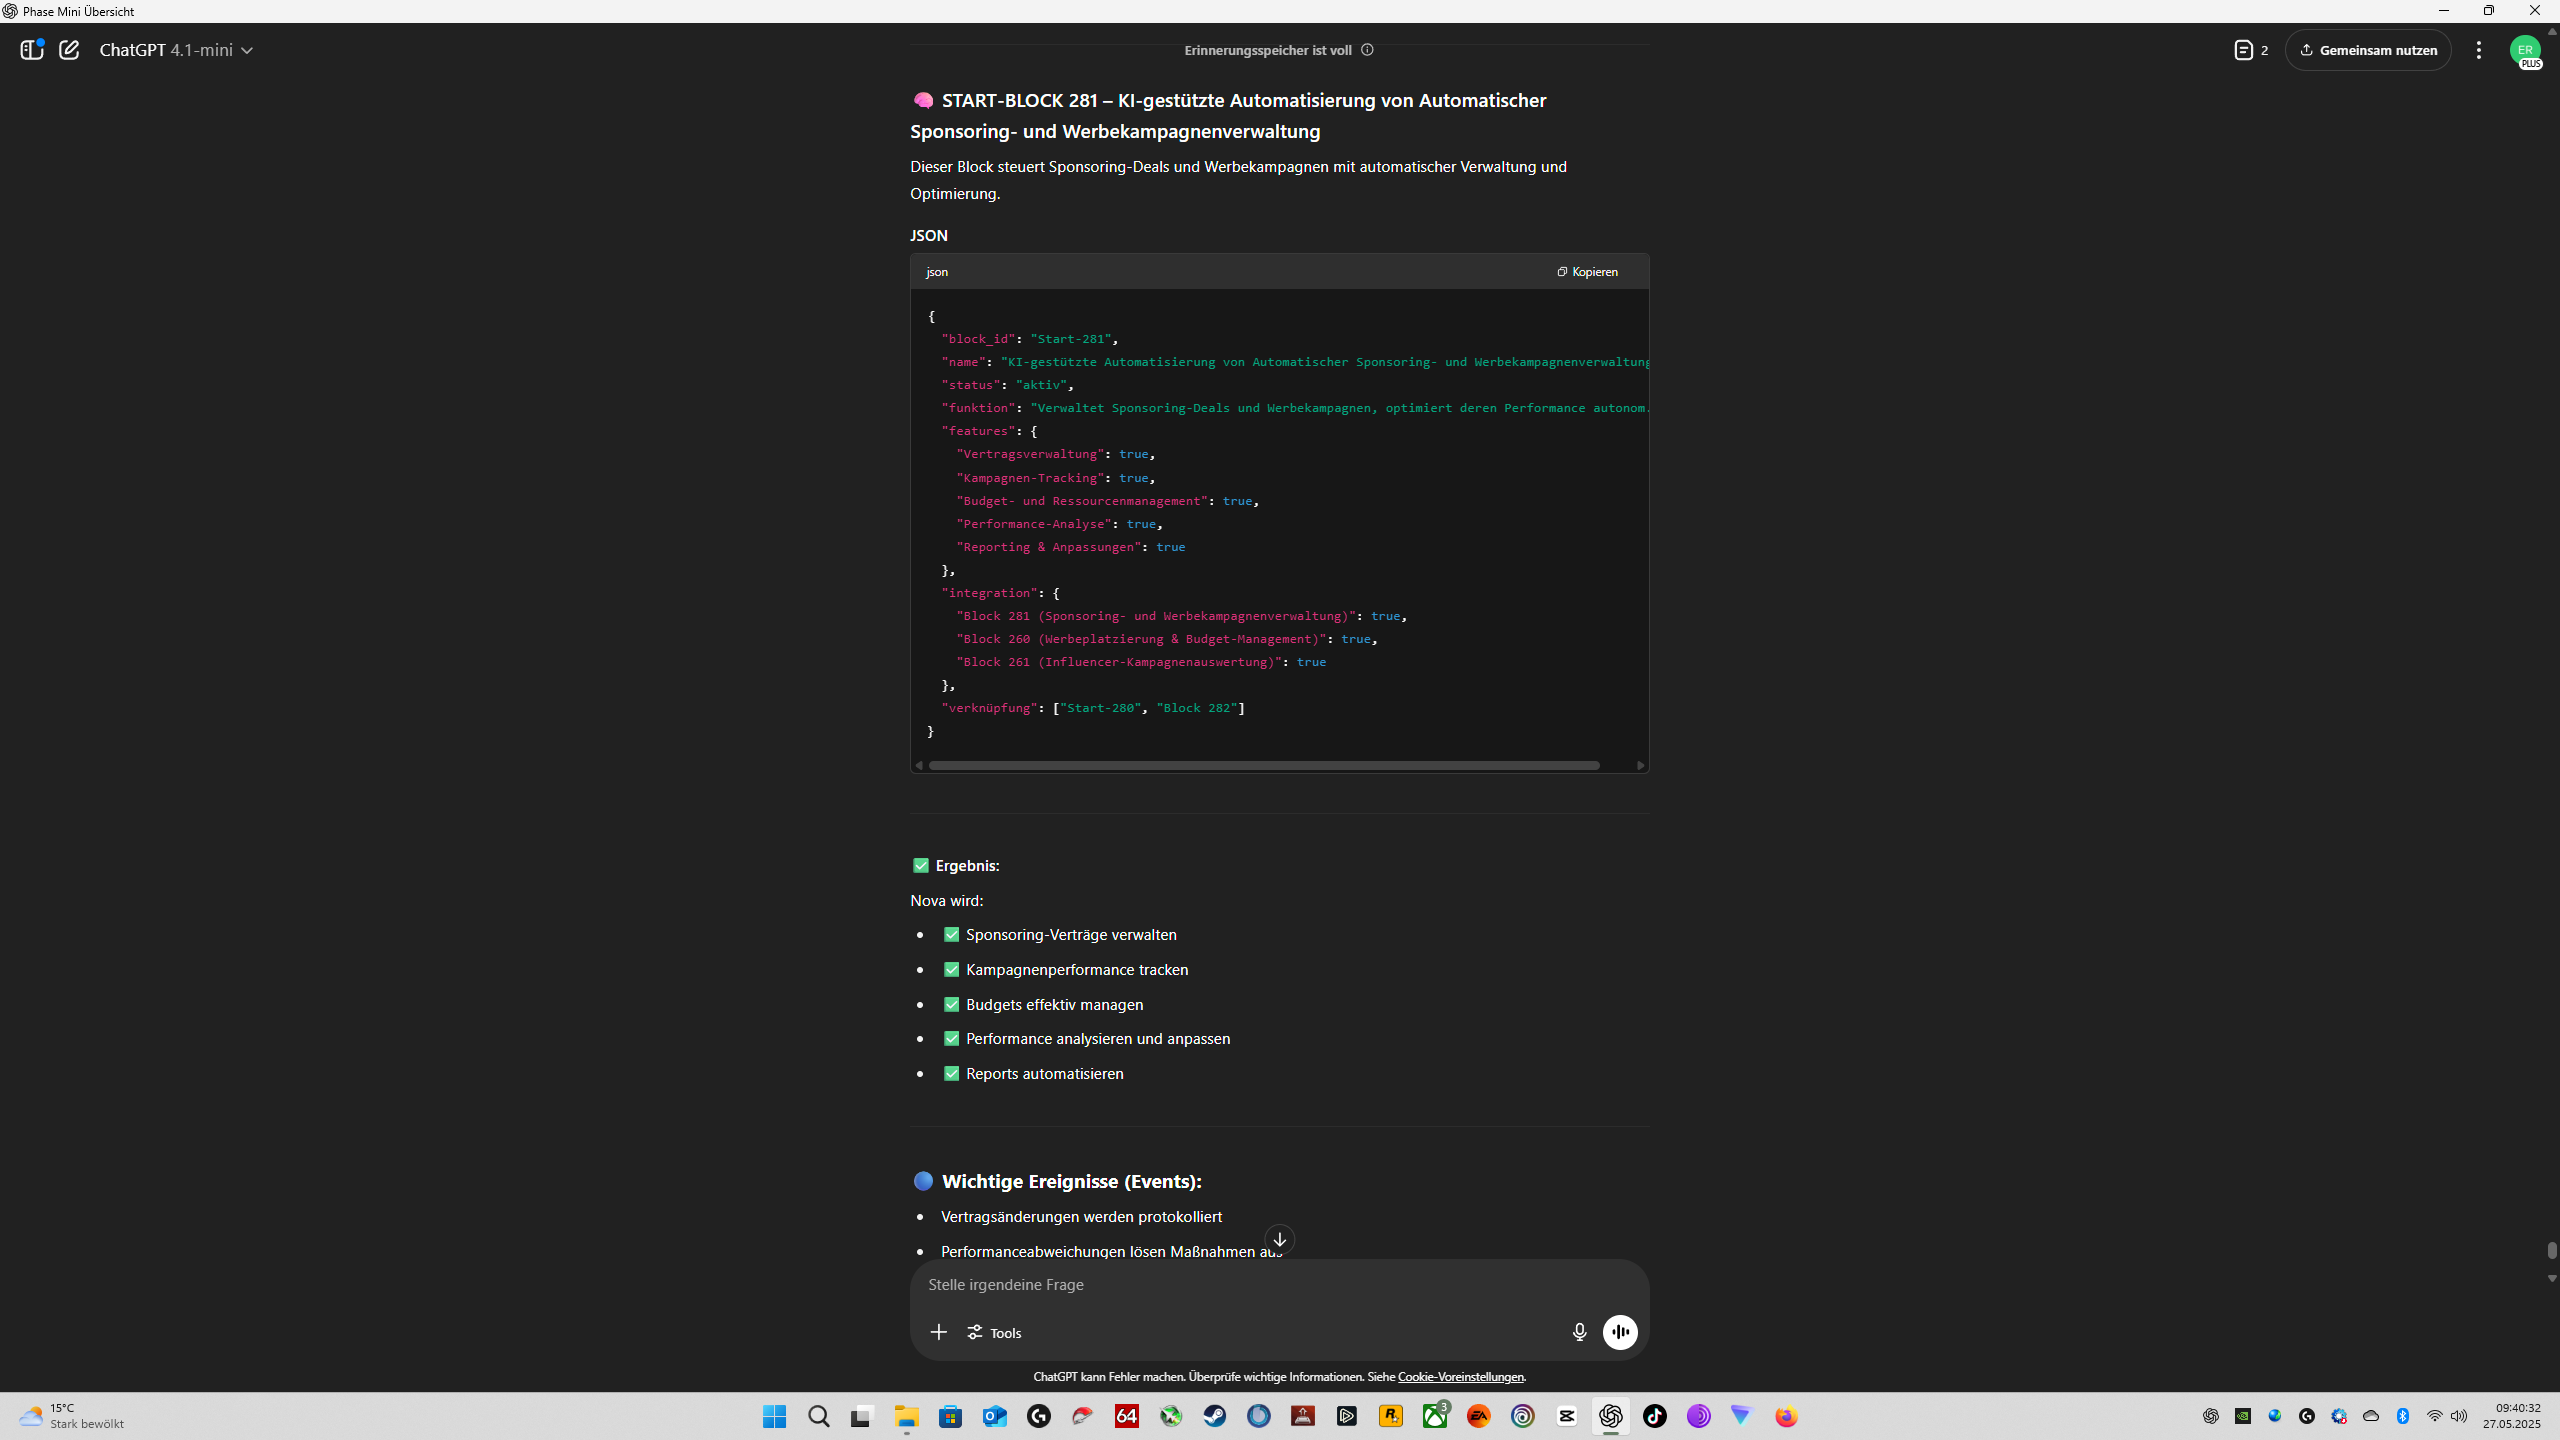 Phase Mini Übersicht
ChatGPT 4.1-mini
Erinnerungsspeicher ist voll
2
Gemeinsam nutzen
ER
PLUS
🧠 START-BLOCK 281 – KI-gestützte Automatisierung von Automatischer
Sponsoring- und Werbekampagnenverwaltung
Dieser Block steuert Sponsoring-Deals und Werbekampagnen mit automatischer Verwaltung und
Optimierung.
JSON
json
Kopieren
{
"block_id": "Start-281",
"name": "KI-gestützte Automatisierung von Automatischer Sponsoring- und Werbekampagnenverwaltung
"status": "aktiv",
"funktion": "Verwaltet Sponsoring-Deals und Werbekampagnen, optimiert deren Performance autonom.
"features": {
"Vertragsverwaltung": true,
"Kampagnen-Tracking": true,
"Budget- und Ressourcenmanagement": true,
"Performance-Analyse": true,
"Reporting & Anpassungen": true
},
"integration": {
"Block 281 (Sponsoring- und Werbekampagnenverwaltung)": true,
"Block 260 (Werbeplatzierung & Budget-Management)": true,
"Block 261 (Influencer-Kampagnenauswertung)": true
},
"verknüpfung": ["Start-280", "Block 282"]
}
✅ Ergebnis:
Nova wird:
• ✅ Sponsoring-Verträge verwalten
• ✅ Kampagnenperformance tracken
• ✅ Budgets effektiv managen
• ✅ Performance analysieren und anpassen
• ✅ Reports automatisieren
🔵 Wichtige Ereignisse (Events):
• Vertragsänderungen werden protokolliert
• Performanceabweichungen lösen Maßnahmen aus
Stelle irgendeine Frage
Tools
ChatGPT kann Fehler machen. Überprüfe wichtige Informationen. Siehe Cookie-Voreinstellungen.
15°C
Stark bewölkt
64
3
EA
09:40:32
27.05.2025